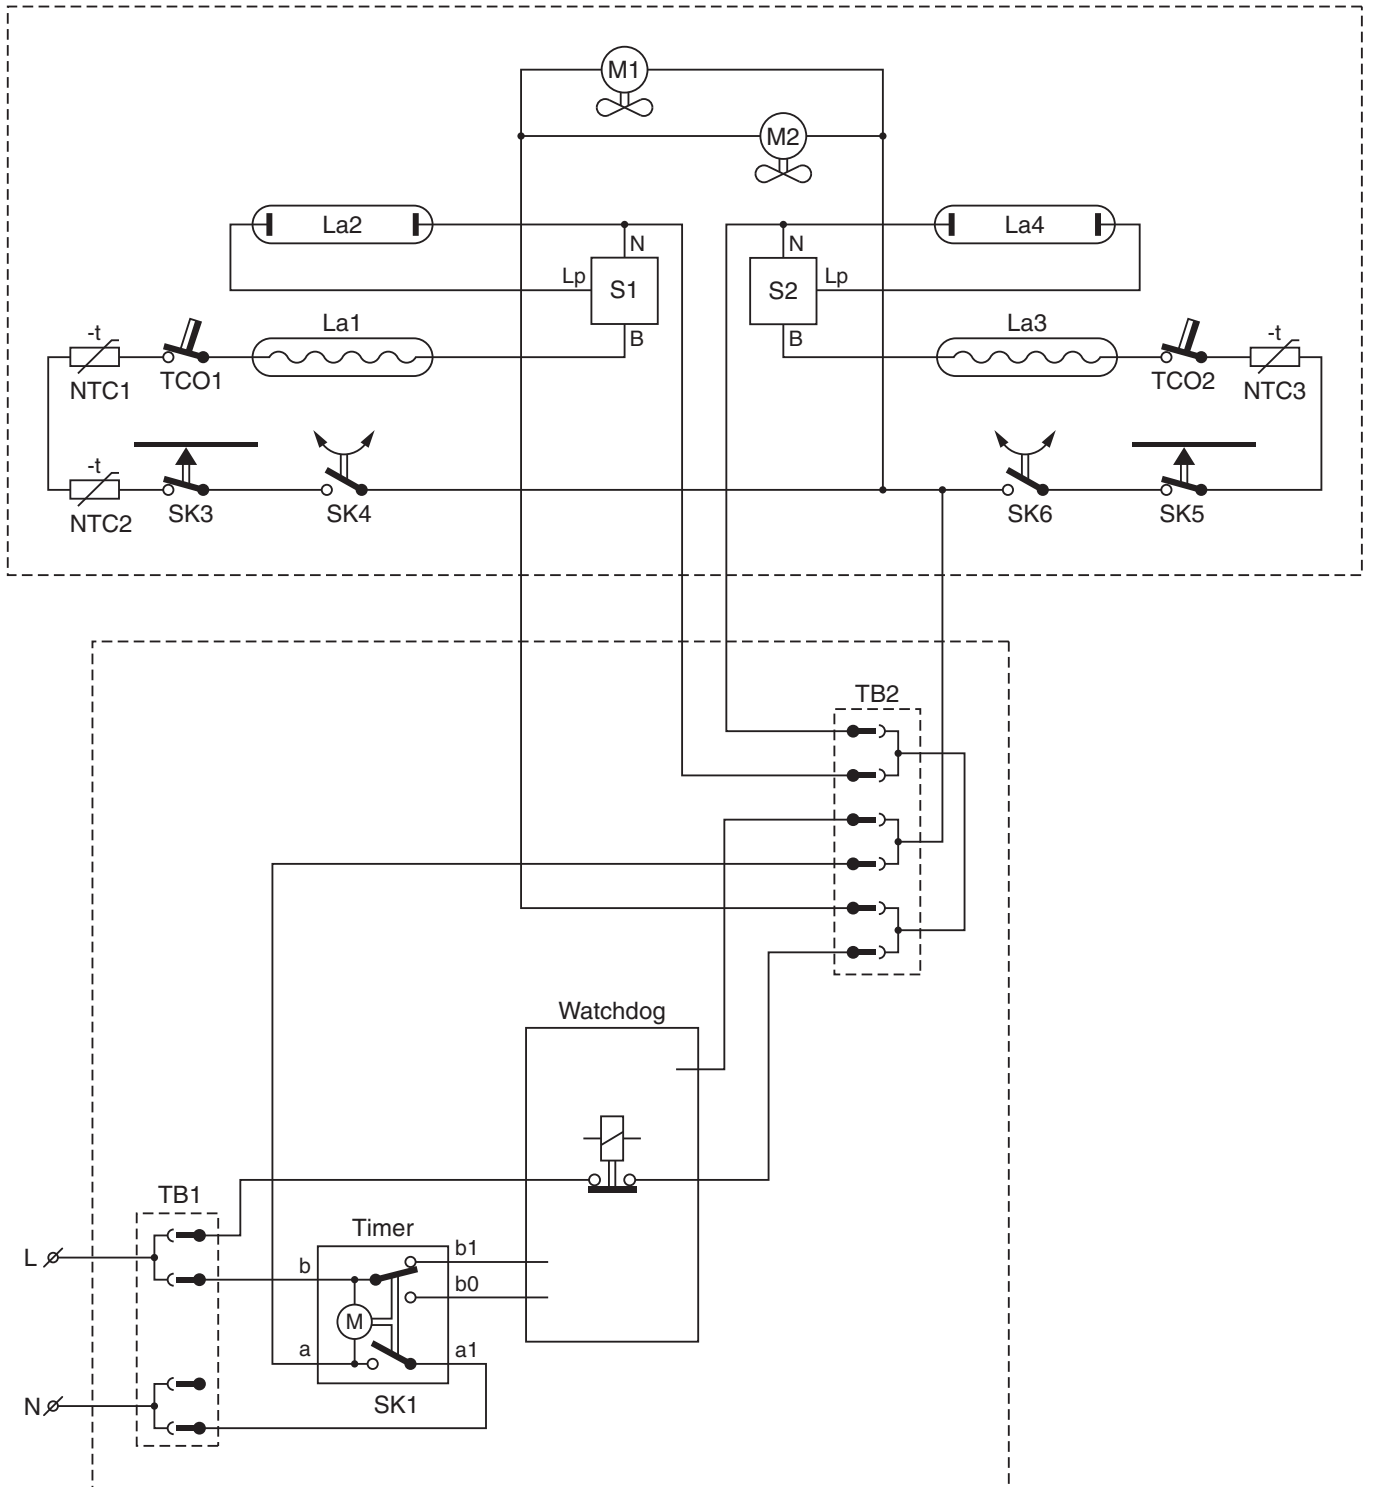 M1
M2
La2
La4
N
N
Lp
S1
S2
Lp
La1
B
B
La3
-t
-t
NTC1
TCO1
TCO2
NTC3
-t
NTC2
SK3
SK4
SK6
SK5
TB2
Watchdog
TB1
Timer
L
b
b1
b0
M
a
a1
N
SK1